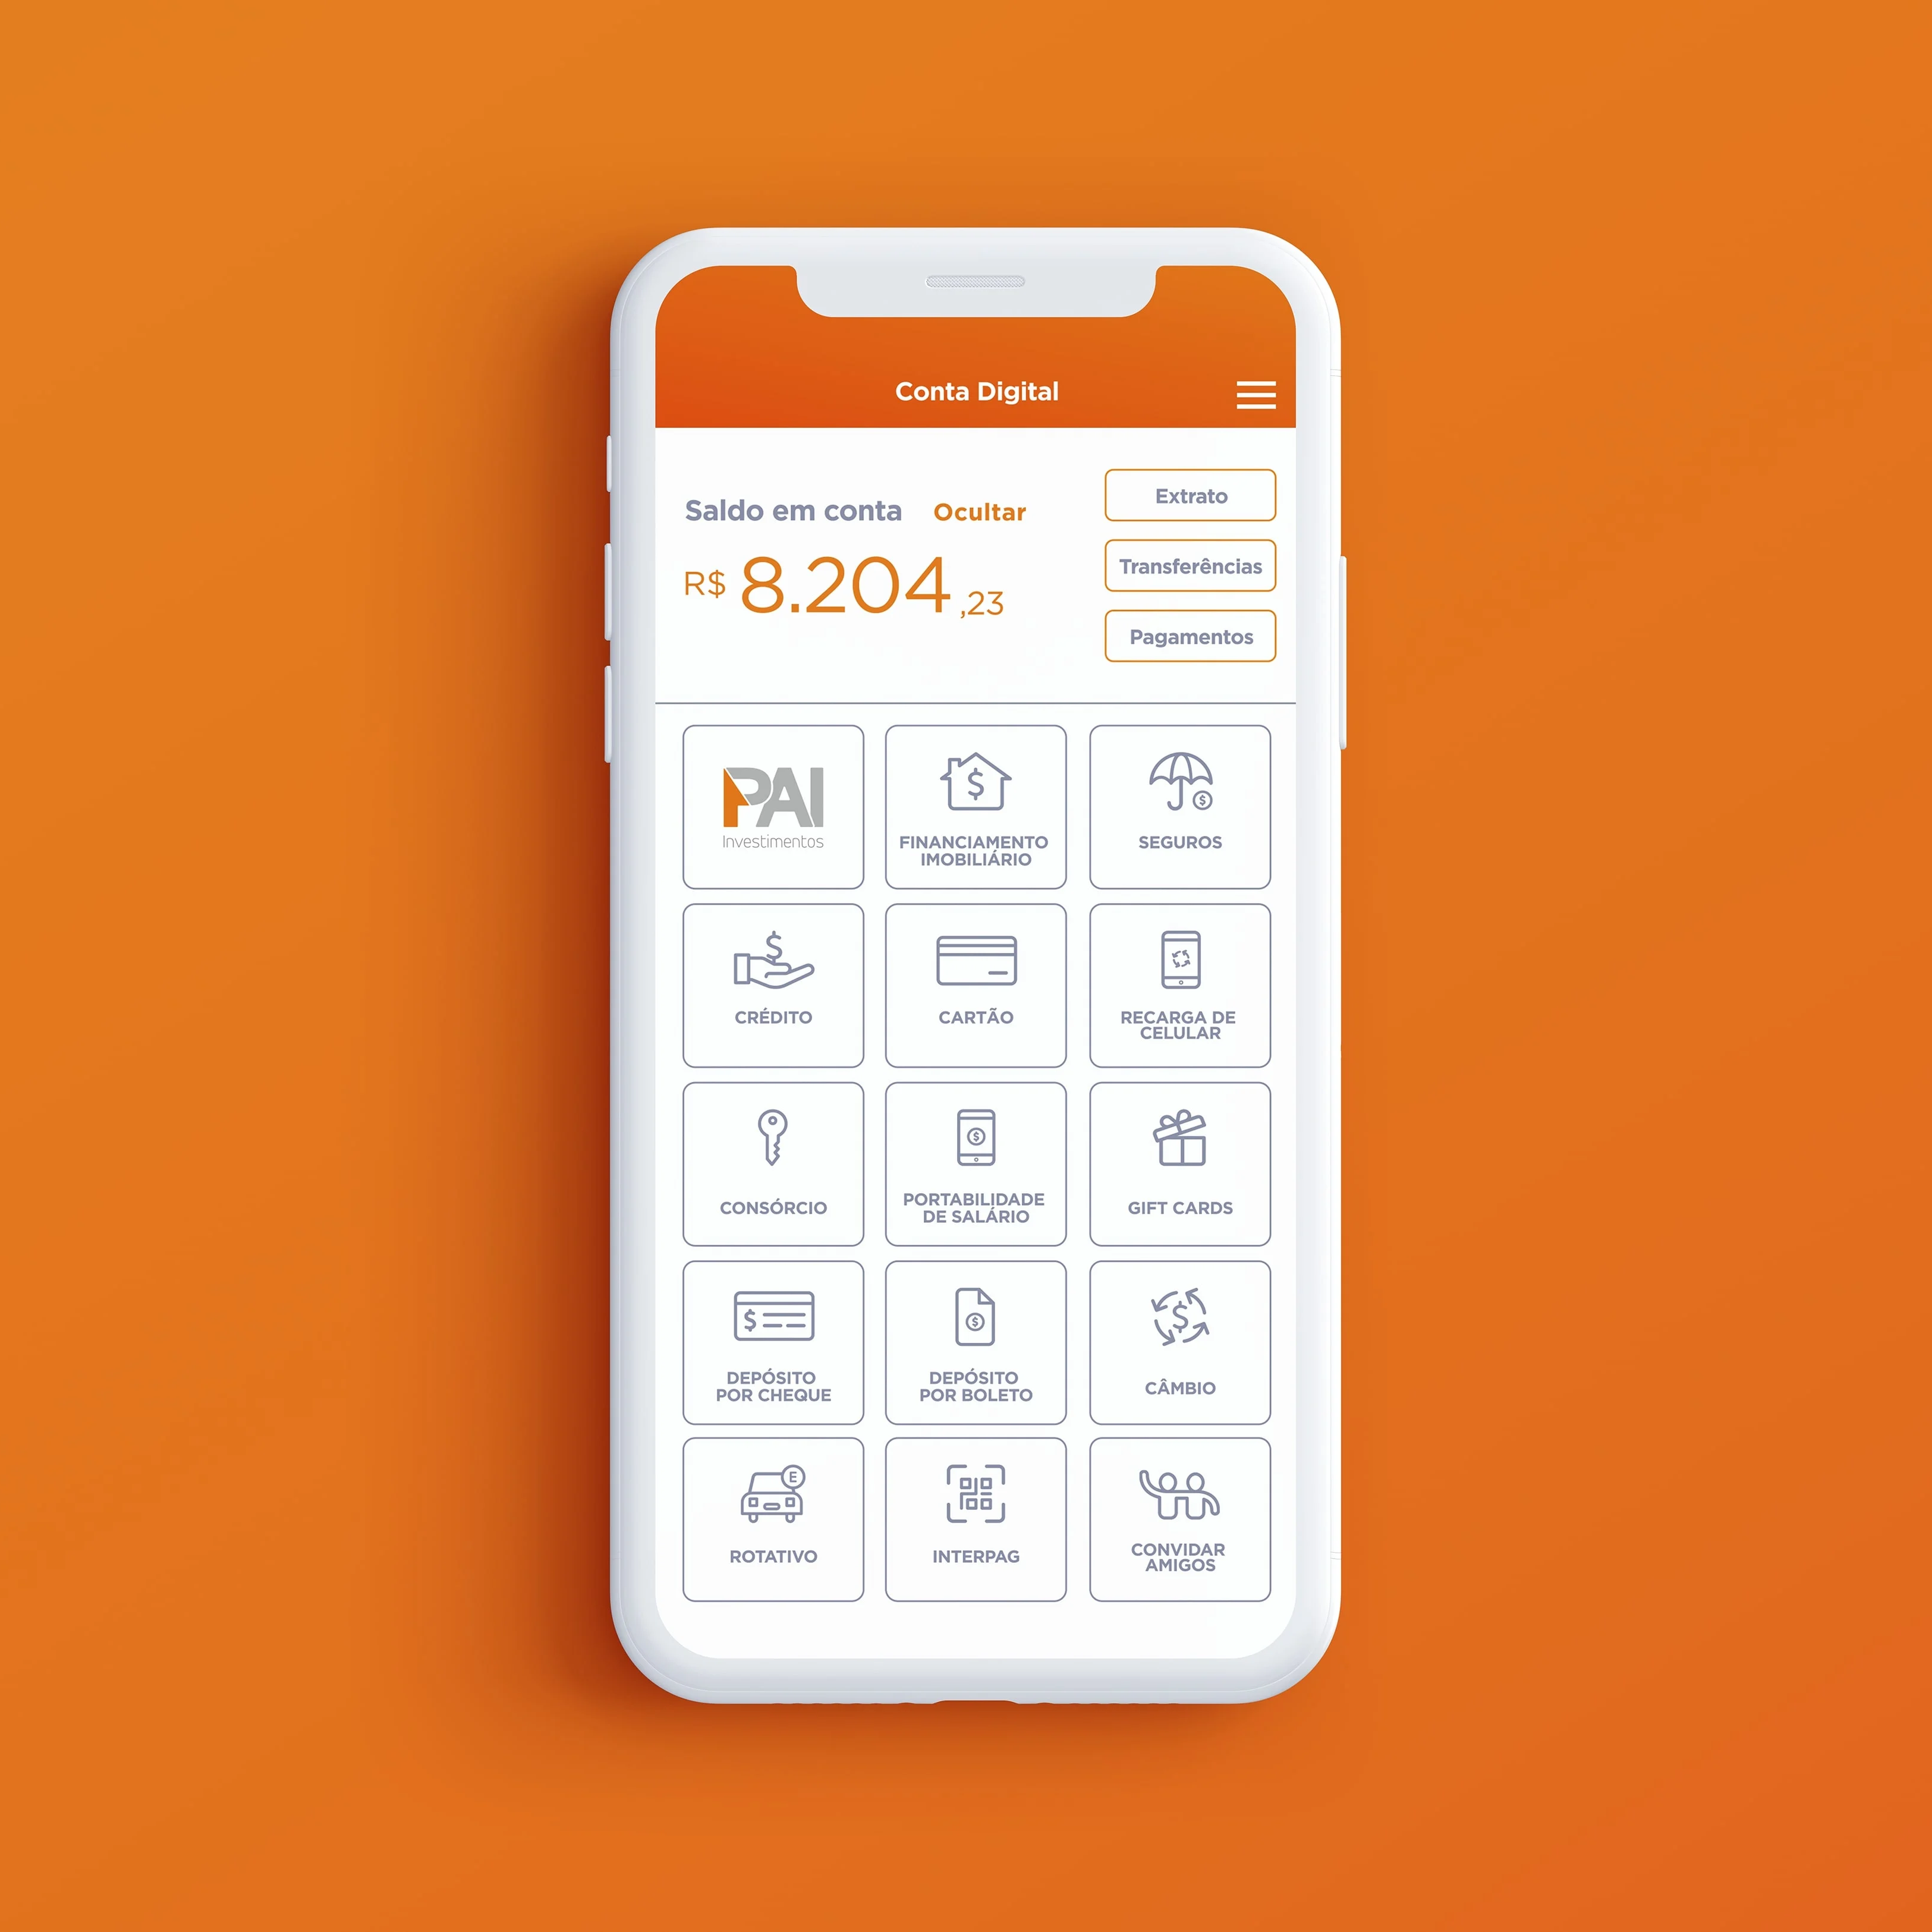 Conta Digital
Saldo em conta Ocultar
R$ 8.204,23
Extrato
Transferências
Pagamentos
PAI
Investimentos
FINANCIAMENTO
IMOBILIÁRIO
$
SEGUROS
$
CRÉDITO
$
CARTÃO
RECARGA DE
CELULAR
CONSÓRCIO
PORTABILIDADE
DE SALÁRIO
$
GIFT CARDS
$
DEPÓSITO
POR CHEQUE
$
DEPÓSITO
POR BOLETO
$
CÂMBIO
E
ROTATIVO
INTERPAG
CONVIDAR
AMIGOS